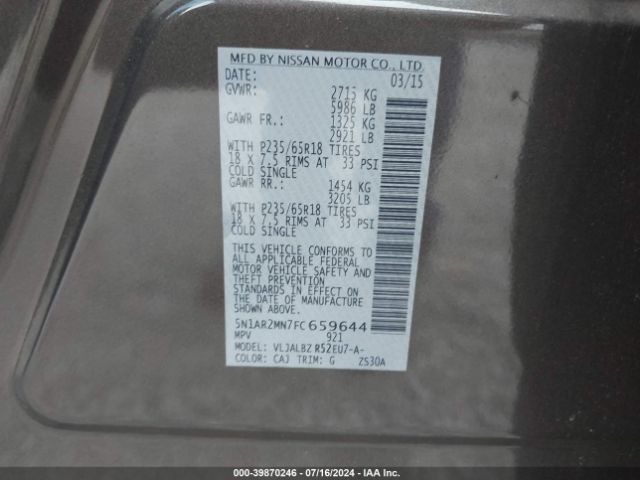 MFD BY NISSAN MOTOR CO., LTD.
DATE: 03/15
GVWR: 2715 KG
5986 LB
GAWR FR.: 1325 KG
2921 LB
WITH P235/65R18 TIRES
18 X 7.5 RIMS AT 33 PSI
COLD SINGLE
GAWR RR.: 1454 KG
3205 LB
WITH P235/65R18 TIRES
18 X 7.5 RIMS AT 33 PSI
COLD SINGLE
THIS VEHICLE CONFORMS TO
ALL APPLICABLE FEDERAL
MOTOR VEHICLE SAFETY AND
THEFT PREVENTION
STANDARDS IN EFFECT ON
THE DATE OF MANUFACTURE
SHOWN ABOVE.
5N1AR2MN7FC659644
MPV 921
MODEL: VLJALBZ R52EU7-A-
COLOR: CAJ TRIM: G ZS30A
000-39870246 - 07/16/2024 - IAA Inc.